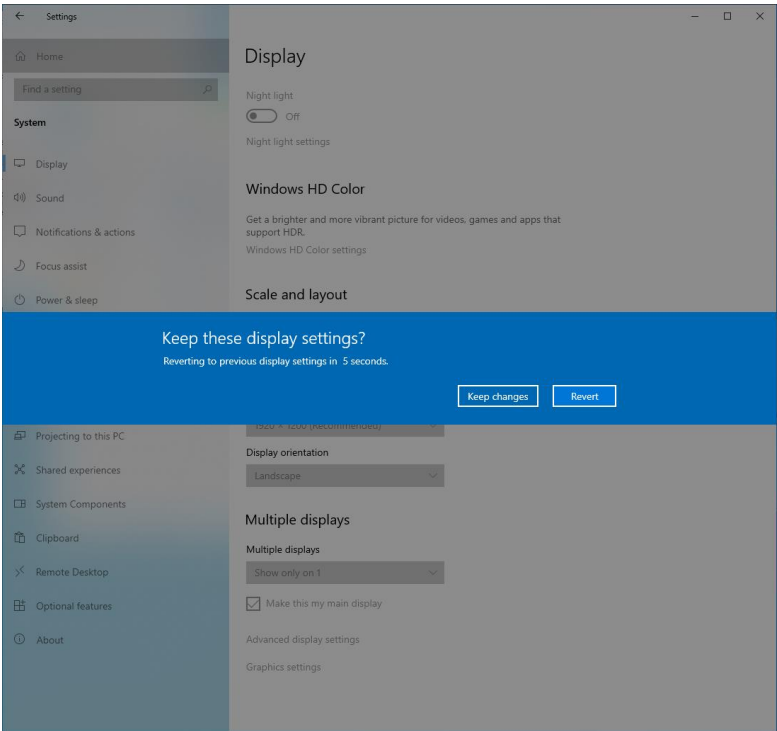 Settings
Home
Find a setting
System
Display
Sound
Notifications & actions
Focus assist
Power & sleep
Display
Night light
Off
Night light settings
Windows HD Color
Get a brighter and more vibrant picture for videos, games and apps that
support HDR.
Windows HD Color settings
Scale and layout
Keep these display settings?
Reverting to previous display settings in 5 seconds.
Keep changes
Revert
Projecting to this PC
Shared experiences
System Components
Clipboard
Remote Desktop
Optional features
About
1920 × 1200 (Recommended)
Display orientation
Landscape
Multiple displays
Multiple displays
Show only on 1
Make this my main display
Advanced display settings
Graphics settings